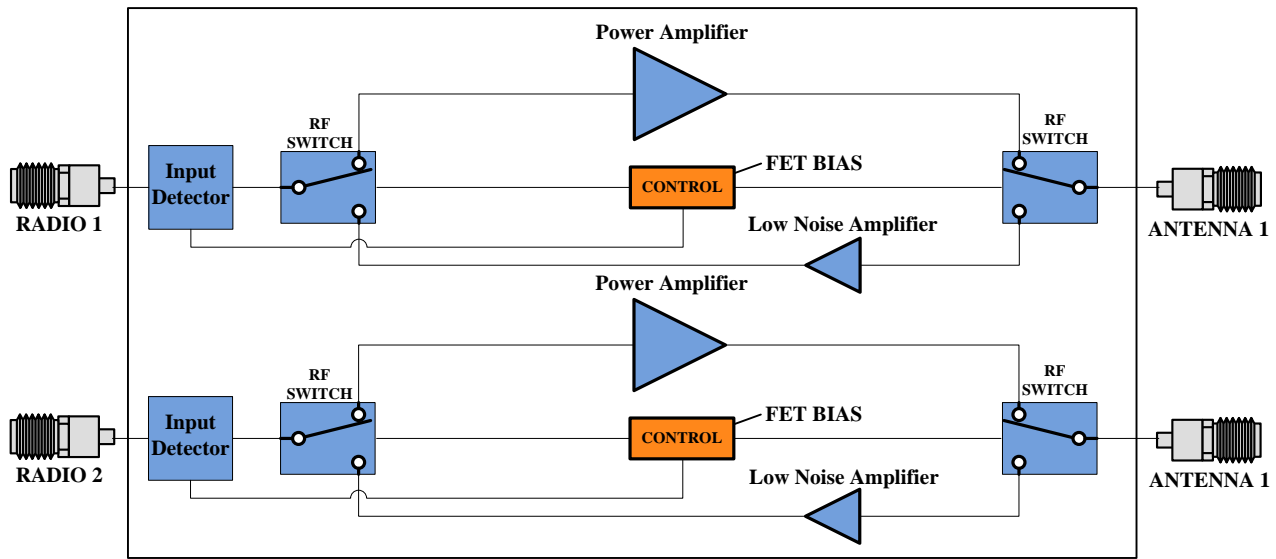 Power Amplifier
RF
SWITCH
RF
SWITCH
Input
Detector
FET BIAS
CONTROL
RADIO 1
Low Noise Amplifier
ANTENNA 1
Power Amplifier
RF
SWITCH
RF
SWITCH
Input
Detector
FET BIAS
CONTROL
RADIO 2
Low Noise Amplifier
ANTENNA 1